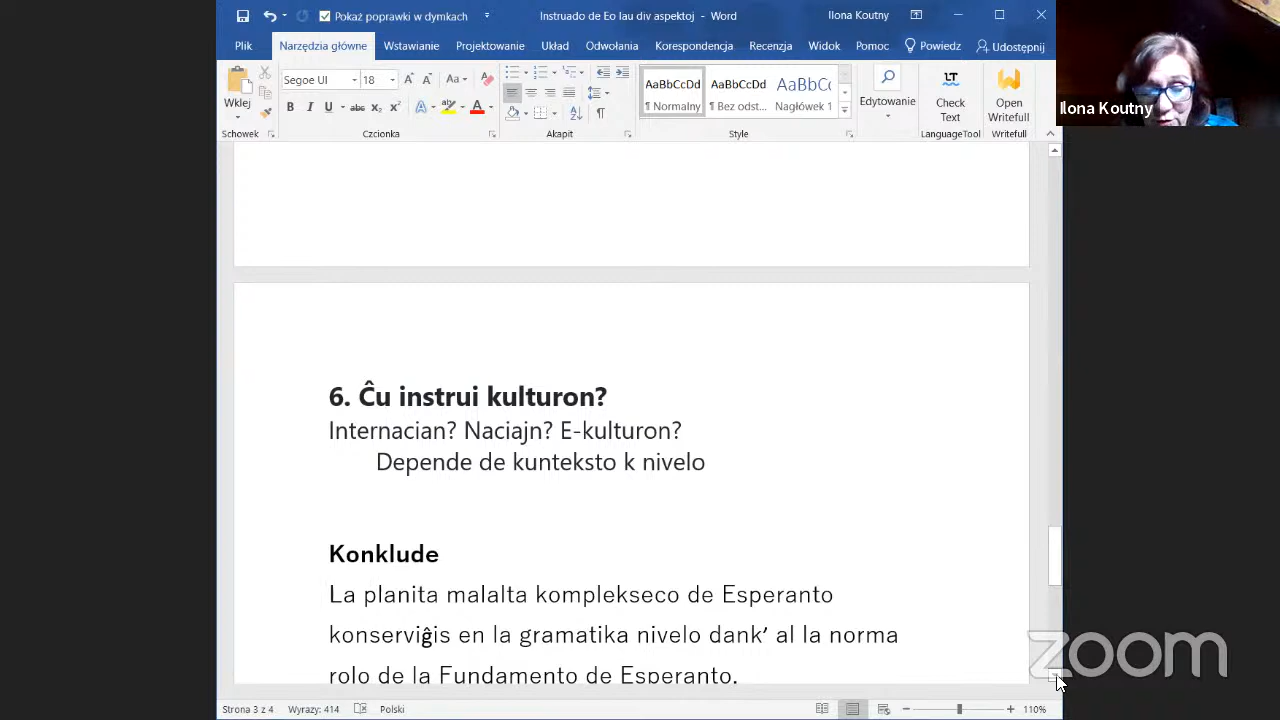 Pokaż poprawki w dymkach
Instruado de Eo lau div aspektoj - Word
Ilona Koutny
Plik Narzędzia główne Wstawianie Projektowanie Układ Odwołania Korespondencja Recenzja Widok Pomoc Powiedz Udostępnij
Wklej
Schowek
Segoe UI 18
Czcionka
Akapit
AaBbCcDd AaBbCcDd AaBbCc
¶ Normalny ¶ Bez odst... Nagłówek 1
Style
Edytowanie
Check Text
LanguageTool
Open Writefull
Writefull
Ilona Koutny
6. Ĉu instrui kulturon?
Internacian? Naciajn? E-kulturon?
Depende de kunteksto k nivelo
Konklude
La planita malalta komplekseco de Esperanto
konserviĝis en la gramatika nivelo dank’ al la norma
rolo de la Fundamento de Esperanto.
zoom
Strona 3 z 4 Wyrazy: 414 Polski 110%